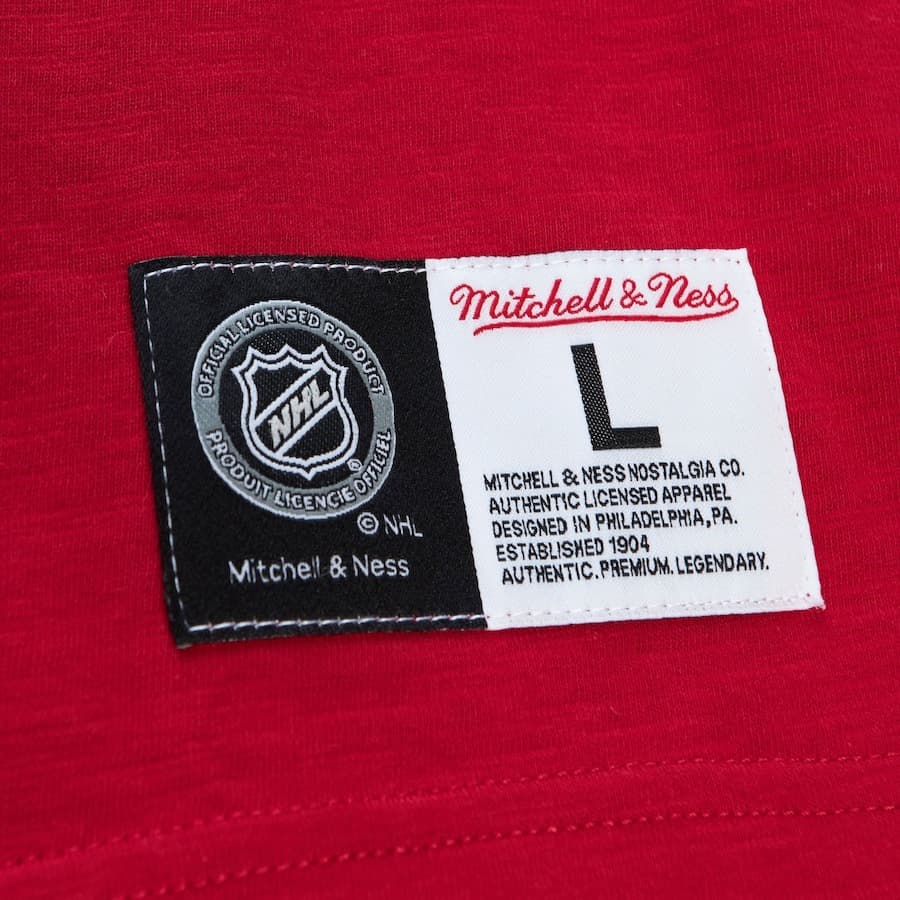 OFFICIAL LICENSED PRODUCT
NHL
®
PRODUIT LICENCIE OFFICIEL
© NHL
Mitchell & Ness
Mitchell & Ness
L
MITCHELL & NESS NOSTALGIA CO.
AUTHENTIC LICENSED APPAREL
DESIGNED IN PHILADELPHIA, PA.
ESTABLISHED 1904
AUTHENTIC.PREMIUM.LEGENDARY.